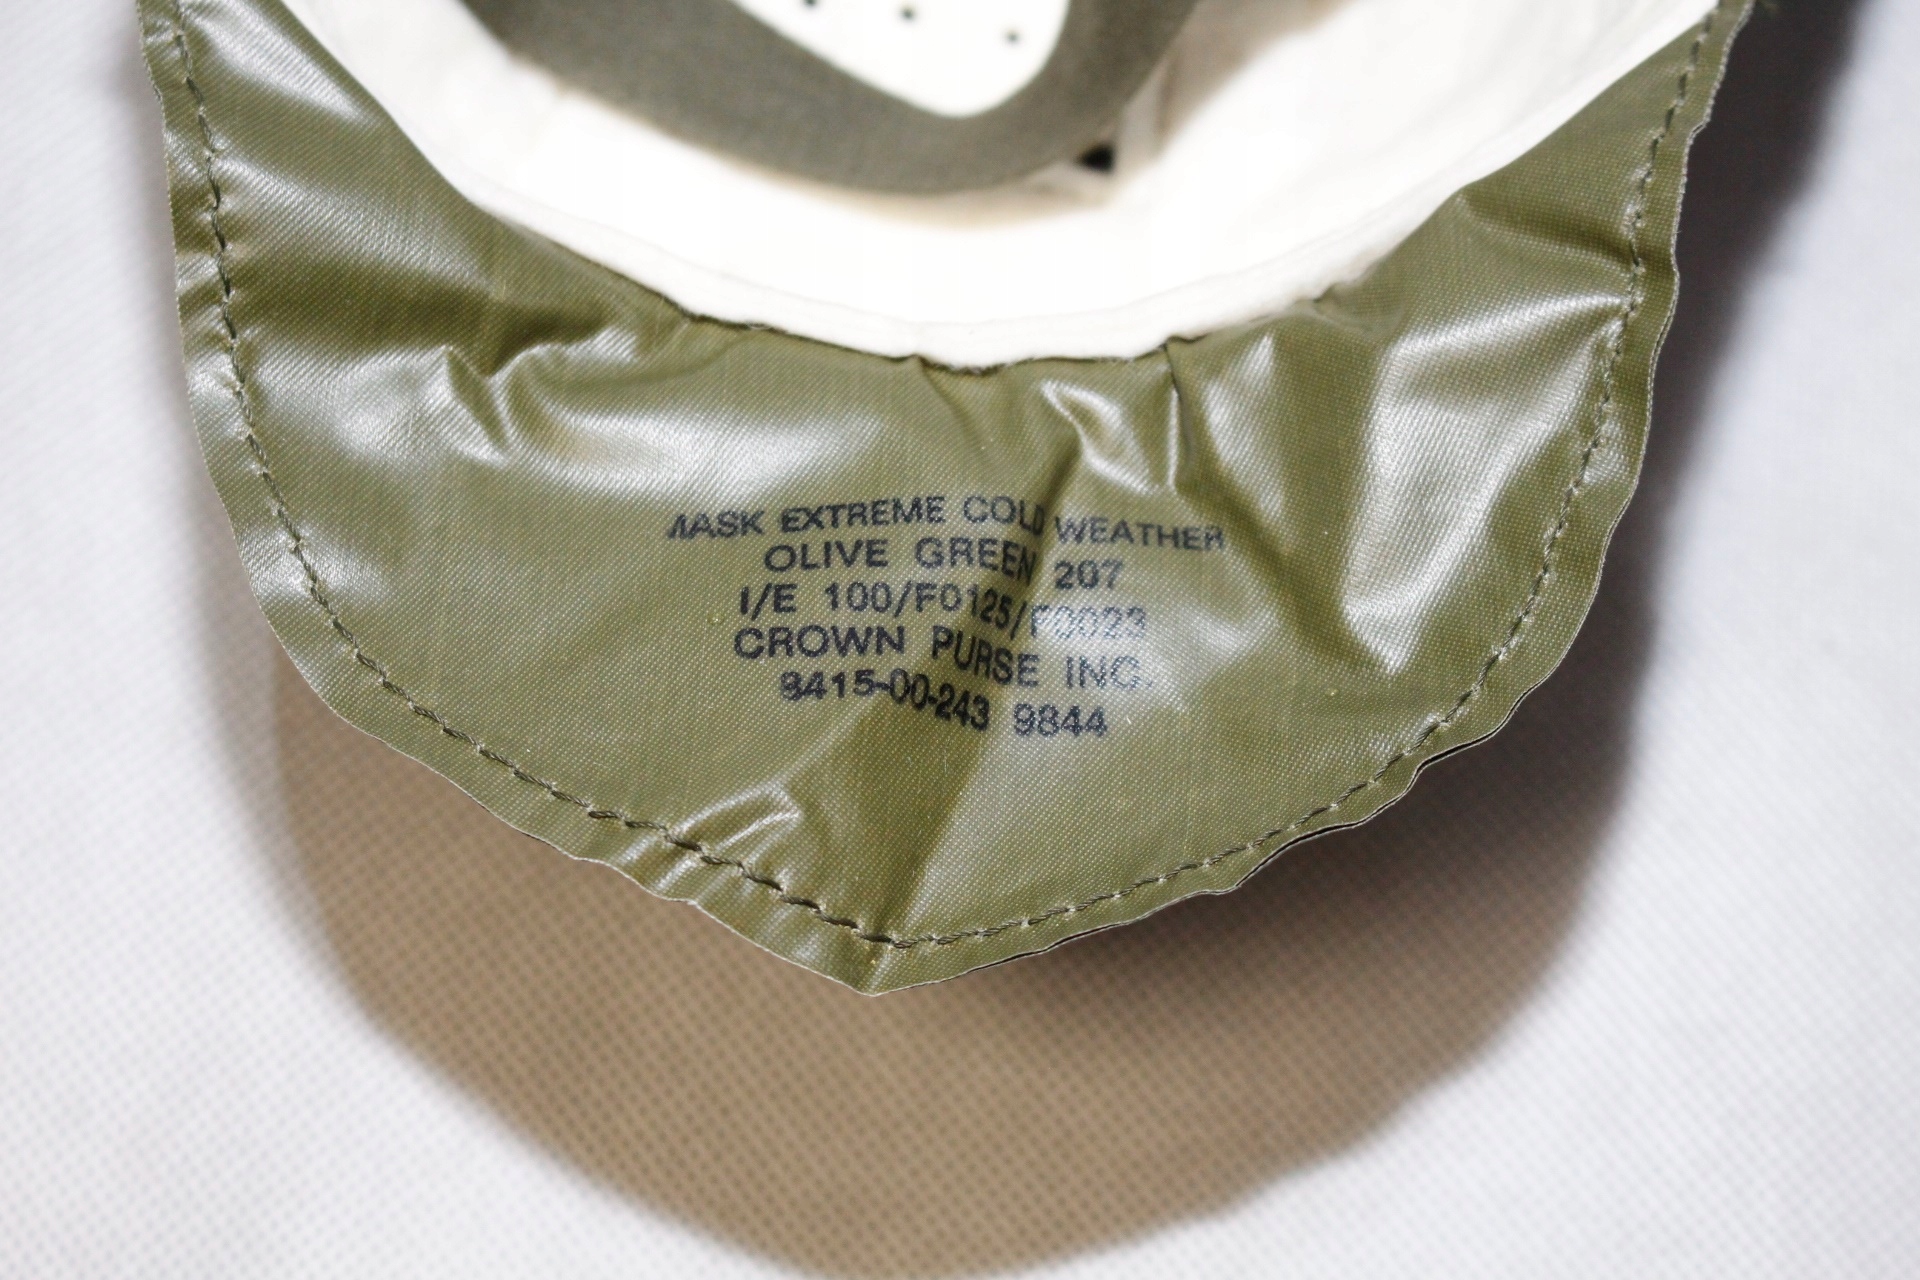 MASK EXTREME COLD WEATHER
OLIVE GREEN 207
I/E 100/F0125/F0023
CROWN PURSE INC.
8415-00-243 9844